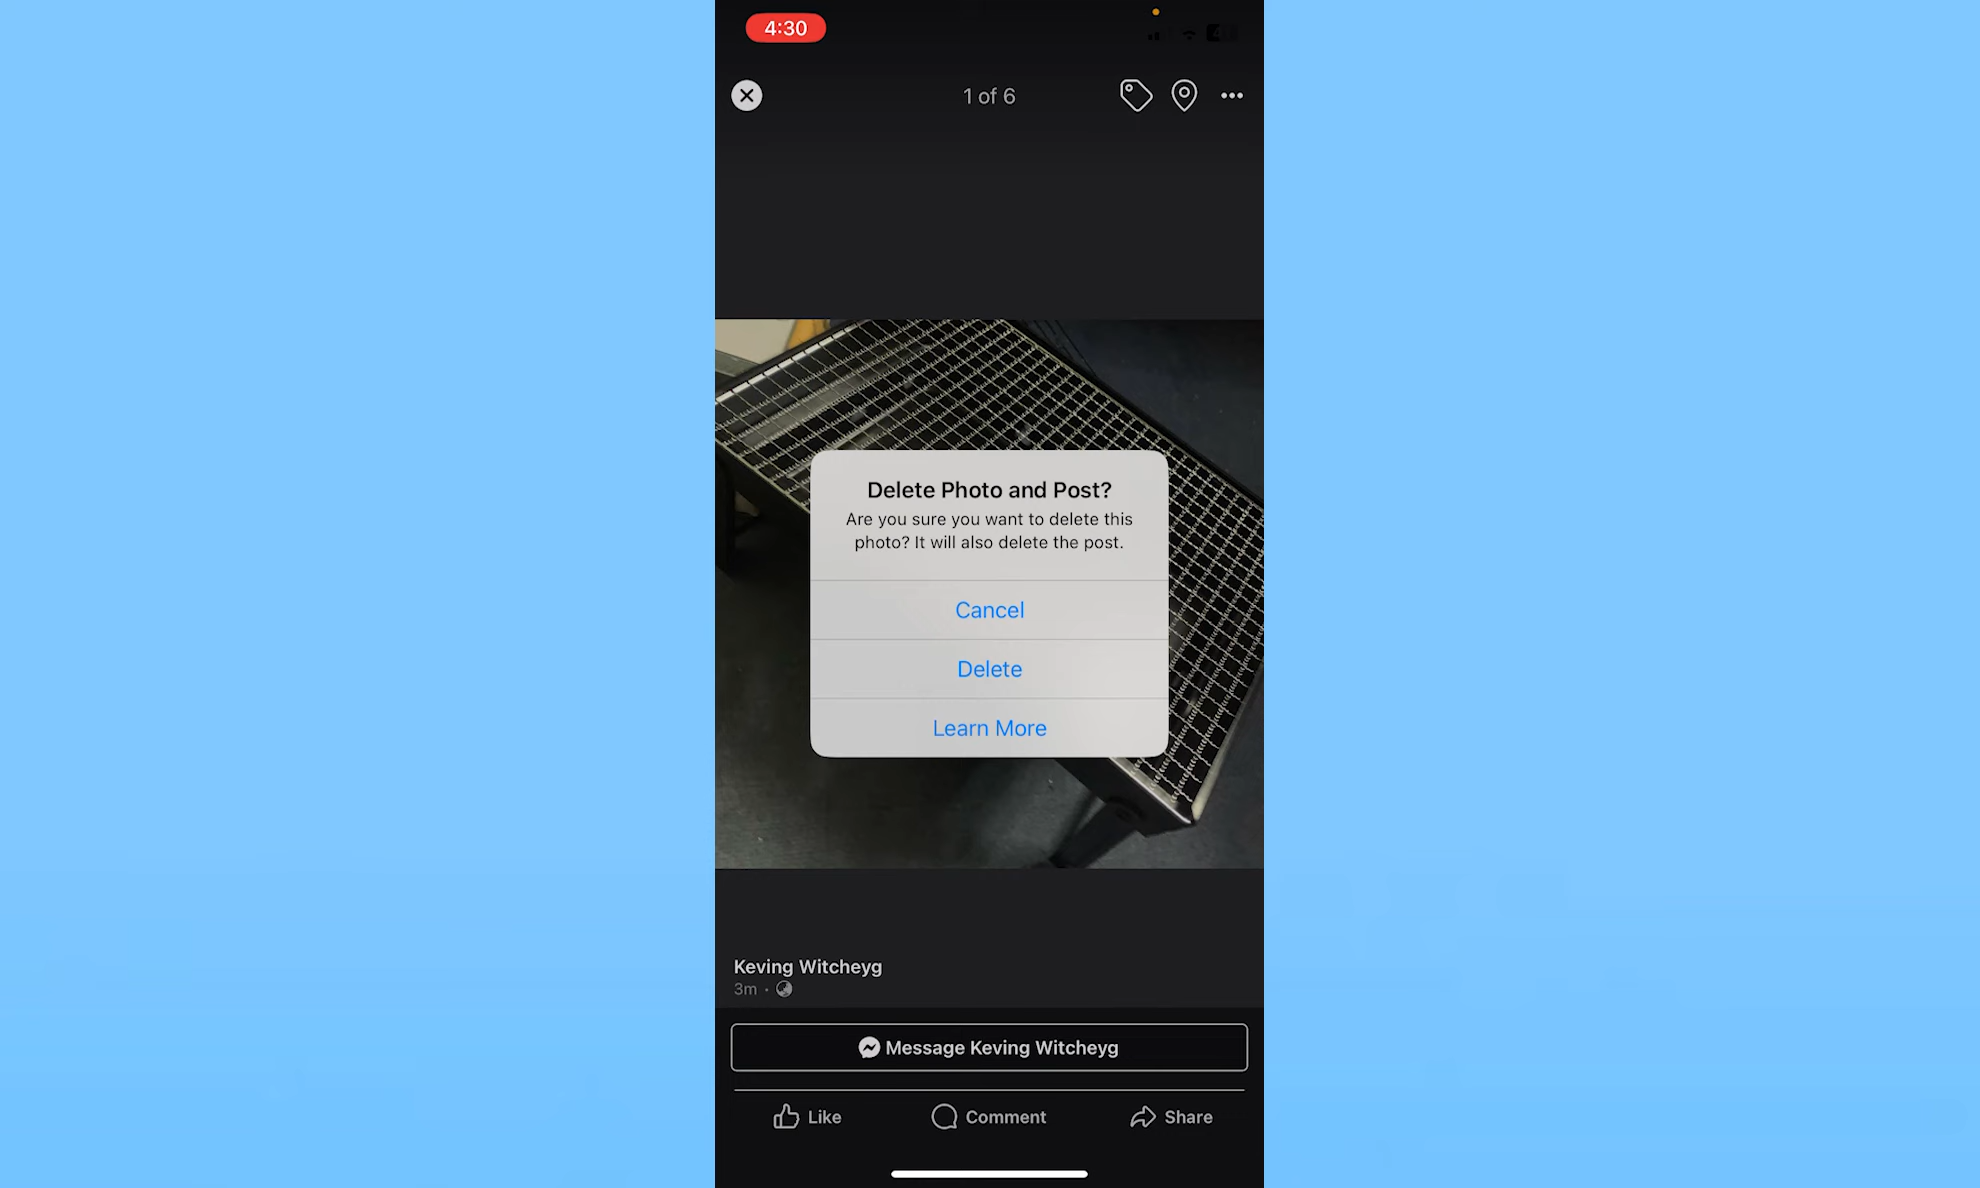 4:30
1 of 6
Delete Photo and Post?
Are you sure you want to delete this
photo? It will also delete the post.
Cancel
Delete
Learn More
Keving Witcheyg
3m ·
Message Keving Witcheyg
Like
Comment
Share